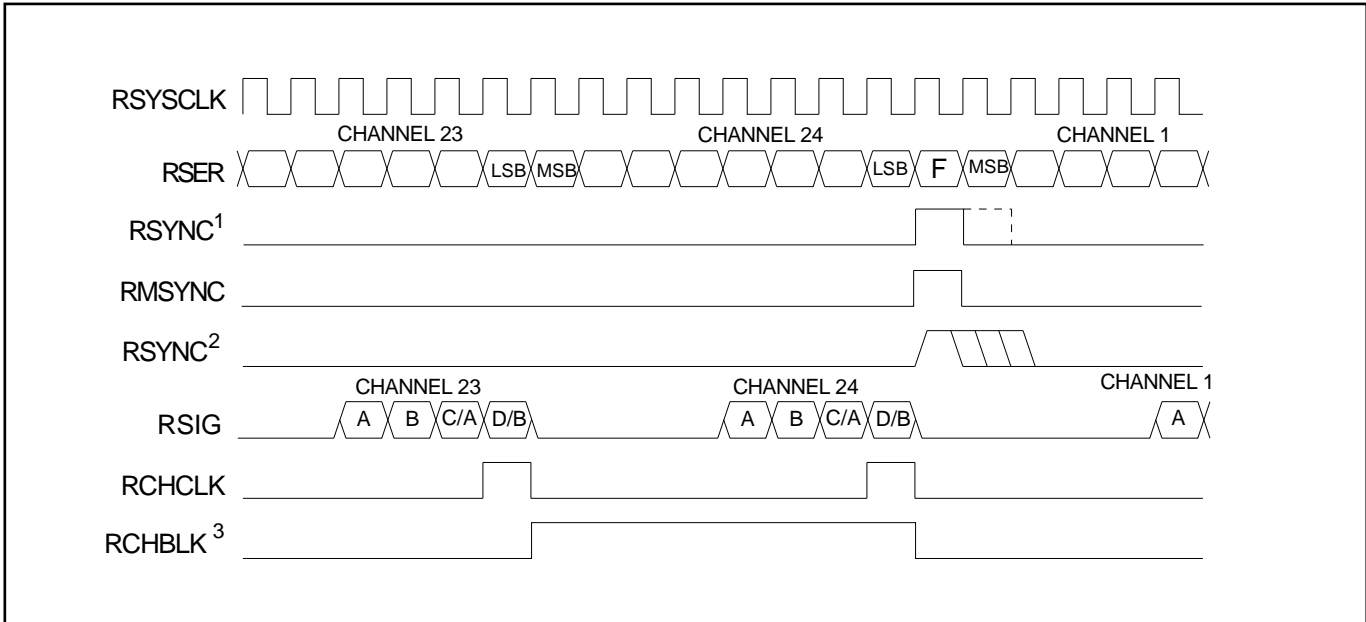 RSYSCLK
CHANNEL 23 CHANNEL 24 CHANNEL 1
RSER LSB MSB LSB F MSB
RSYNC1
RMSYNC
RSYNC2
CHANNEL 23 CHANNEL 24 CHANNEL 1
RSIG A B C/A D/B A B C/A D/B A
RCHCLK
RCHBLK 3